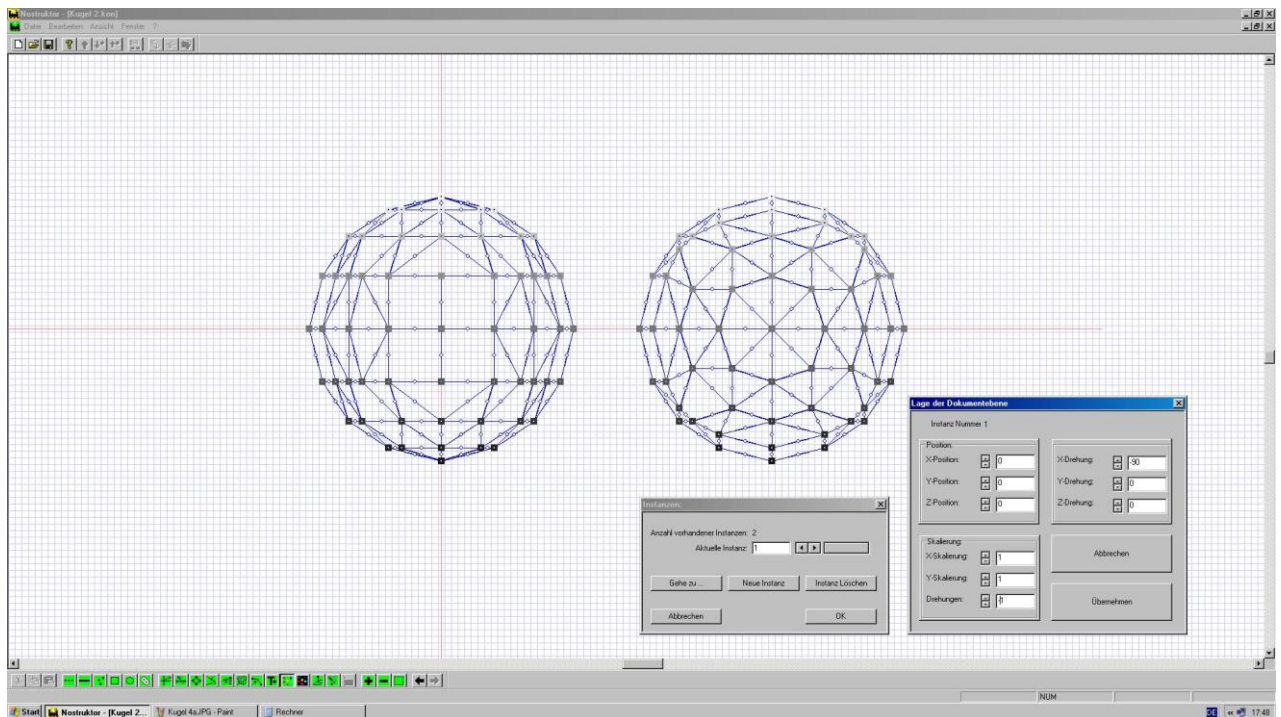 Nostruktor - [Kugel 2.kon]
Datei Bearbeiten Ansicht Fenster ?
Lage der Dokumentebene
Instanz Nummer 1
Position:
X-Position: 0
Y-Position: 0
Z-Position: 0
X-Drehung: -90
Y-Drehung: 0
Z-Drehung: 0
Skalierung:
X-Skalierung: 1
Y-Skalierung: 1
Drehungen:
Abbrechen
Übernehmen
Instanzen:
Anzahl vorhandener Instanzen: 2
Aktuelle Instanz: 1
Gehe zu ...
Neue Instanz
Instanz Löschen
Abbrechen
OK
NUM
Start
Nostruktor - [Kugel 2...
Kugel 4a.JPG - Paint
Rechner
DE
17:48